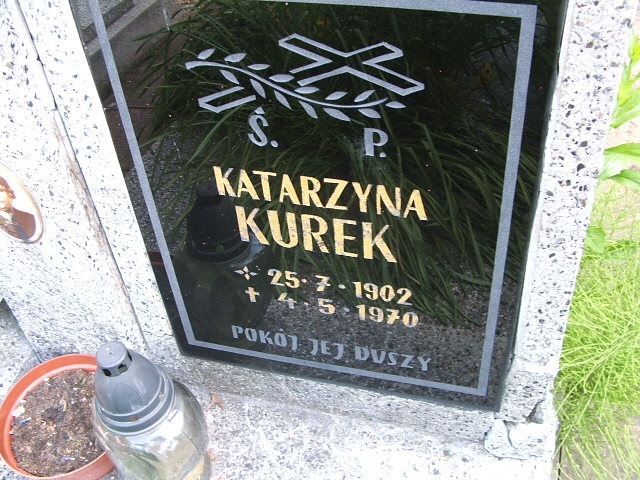 Ś. P.
KATARZYNA
KUREK
25·7·1902
4·5·1970
POKÓJ JEJ DUSZY